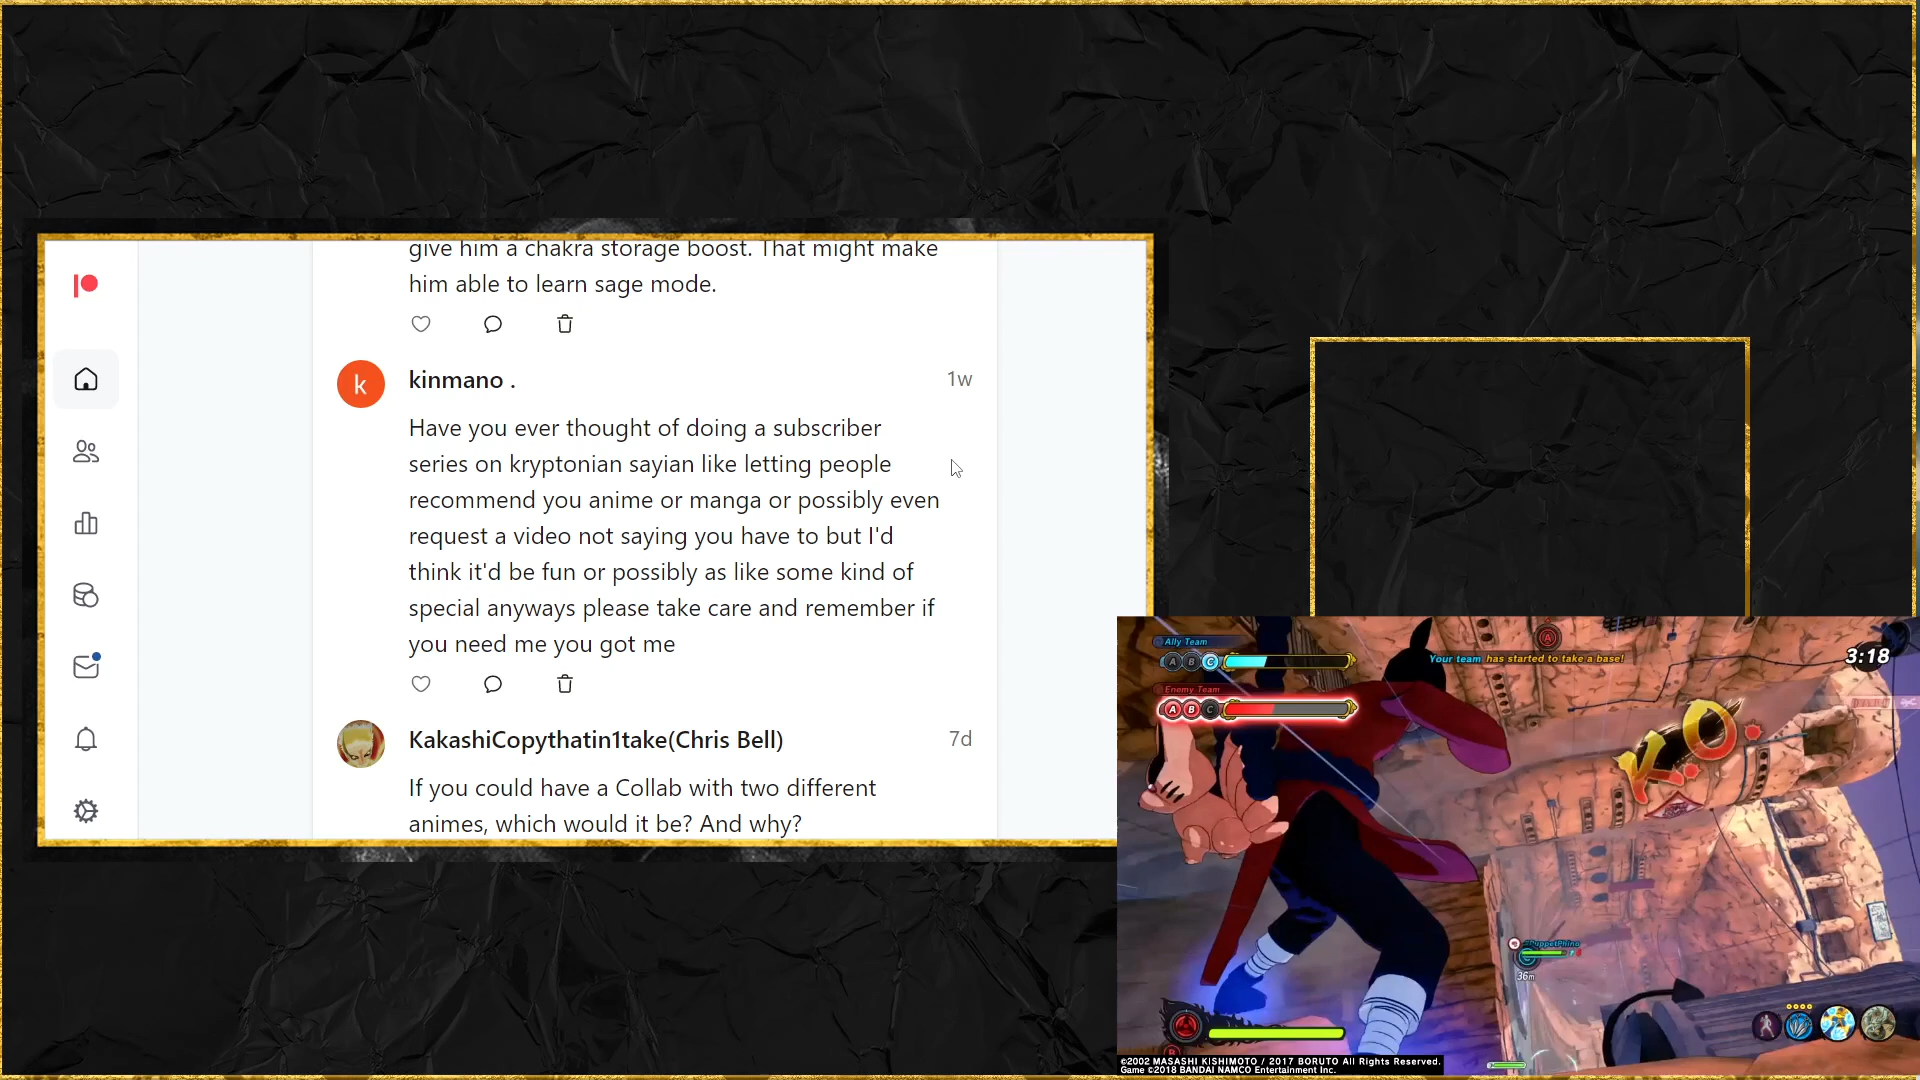 give him a chakra storage boost. That might make
him able to learn sage mode.
k
kinmano .
1w
Have you ever thought of doing a subscriber
series on kryptonian sayian like letting people
recommend you anime or manga or possibly even
request a video not saying you have to but I'd
think it'd be fun or possibly as like some kind of
special anyways please take care and remember if
you need me you got me
KakashiCopythatin1take(Chris Bell)
7d
If you could have a Collab with two different
animes, which would it be? And why?
Ally Team
A B C
Enemy Team
A B C
A
Your team has started to take a base!
3:18
K.O
PuppetPhino
36m
©2002 MASASHI KISHIMOTO / 2017 BORUTO All Rights Reserved.
Game ©2018 BANDAI NAMCO Entertainment Inc.